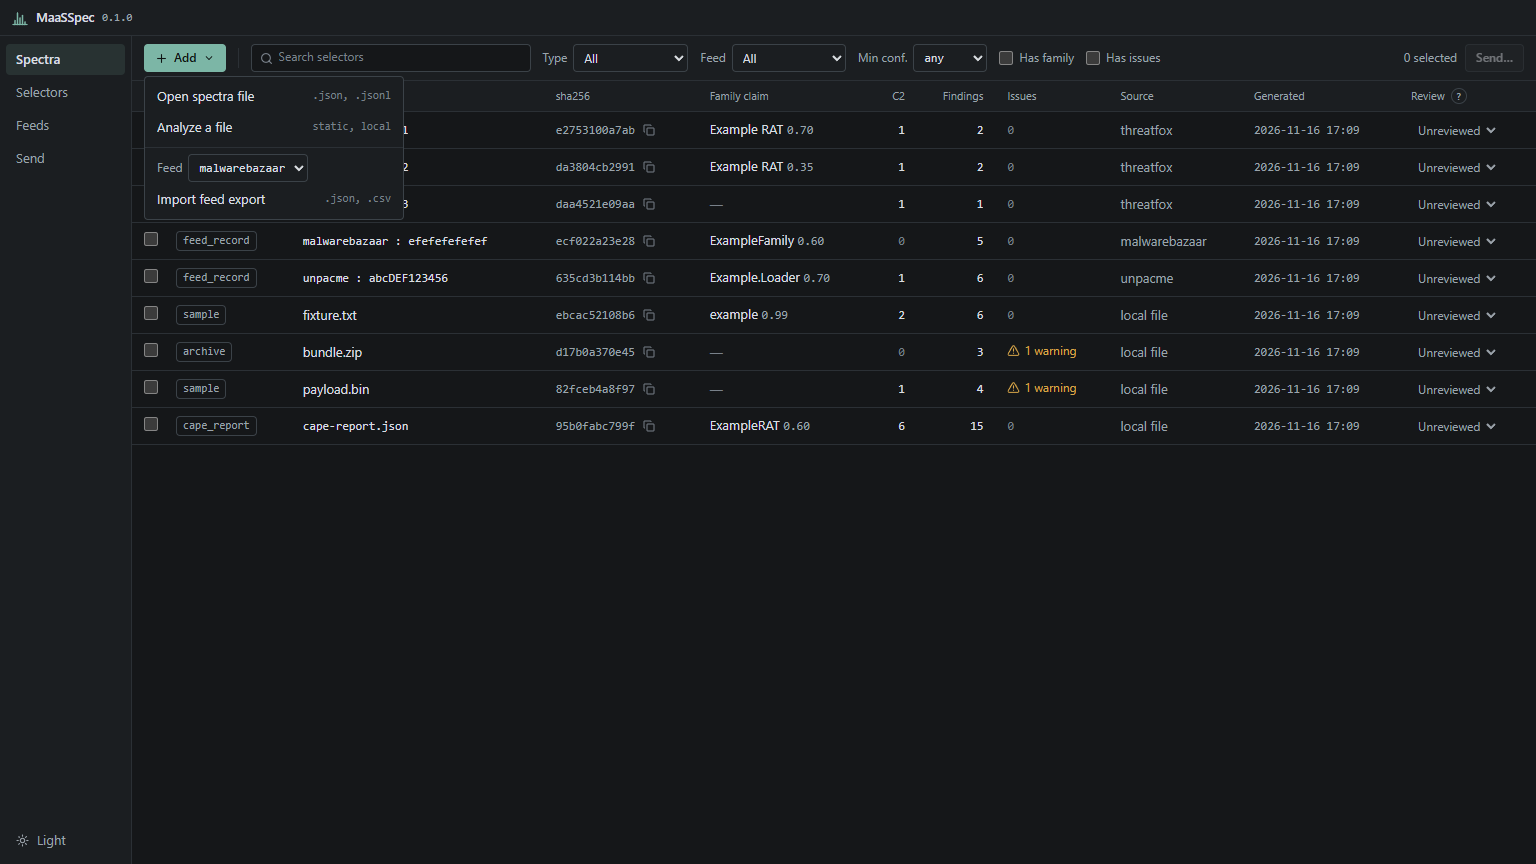 MaaSSpec 0.1.0
Spectra
Selectors
Feeds
Send
Light
Add
Search selectors
Type All
Feed All
Min conf. any
Has family
Has issues
0 selected
Send...
Open spectra file .json, .jsonl
Analyze a file static, local
Feed malwarebazaar
Import feed export .json, .csv
sha256 Family claim C2 Findings Issues Source Generated Review ?
1 e2753100a7ab Example RAT 0.70 1 2 0 threatfox 2026-11-16 17:09 Unreviewed
2 da3804cb2991 Example RAT 0.35 1 2 0 threatfox 2026-11-16 17:09 Unreviewed
3 daa4521e09aa — 1 1 0 threatfox 2026-11-16 17:09 Unreviewed
feed_record malwarebazaar : efefefefefef ecf022a23e28 ExampleFamily 0.60 0 5 0 malwarebazaar 2026-11-16 17:09 Unreviewed
feed_record unpacme : abcDEF123456 635cd3b114bb Example.Loader 0.70 1 6 0 unpacme 2026-11-16 17:09 Unreviewed
sample fixture.txt ebcac52108b6 example 0.99 2 6 0 local file 2026-11-16 17:09 Unreviewed
archive bundle.zip d17b0a370e45 — 0 3 1 warning local file 2026-11-16 17:09 Unreviewed
sample payload.bin 82fceb4a8f97 — 1 4 1 warning local file 2026-11-16 17:09 Unreviewed
cape_report cape-report.json 95b0fabc799f ExampleRAT 0.60 6 15 0 local file 2026-11-16 17:09 Unreviewed